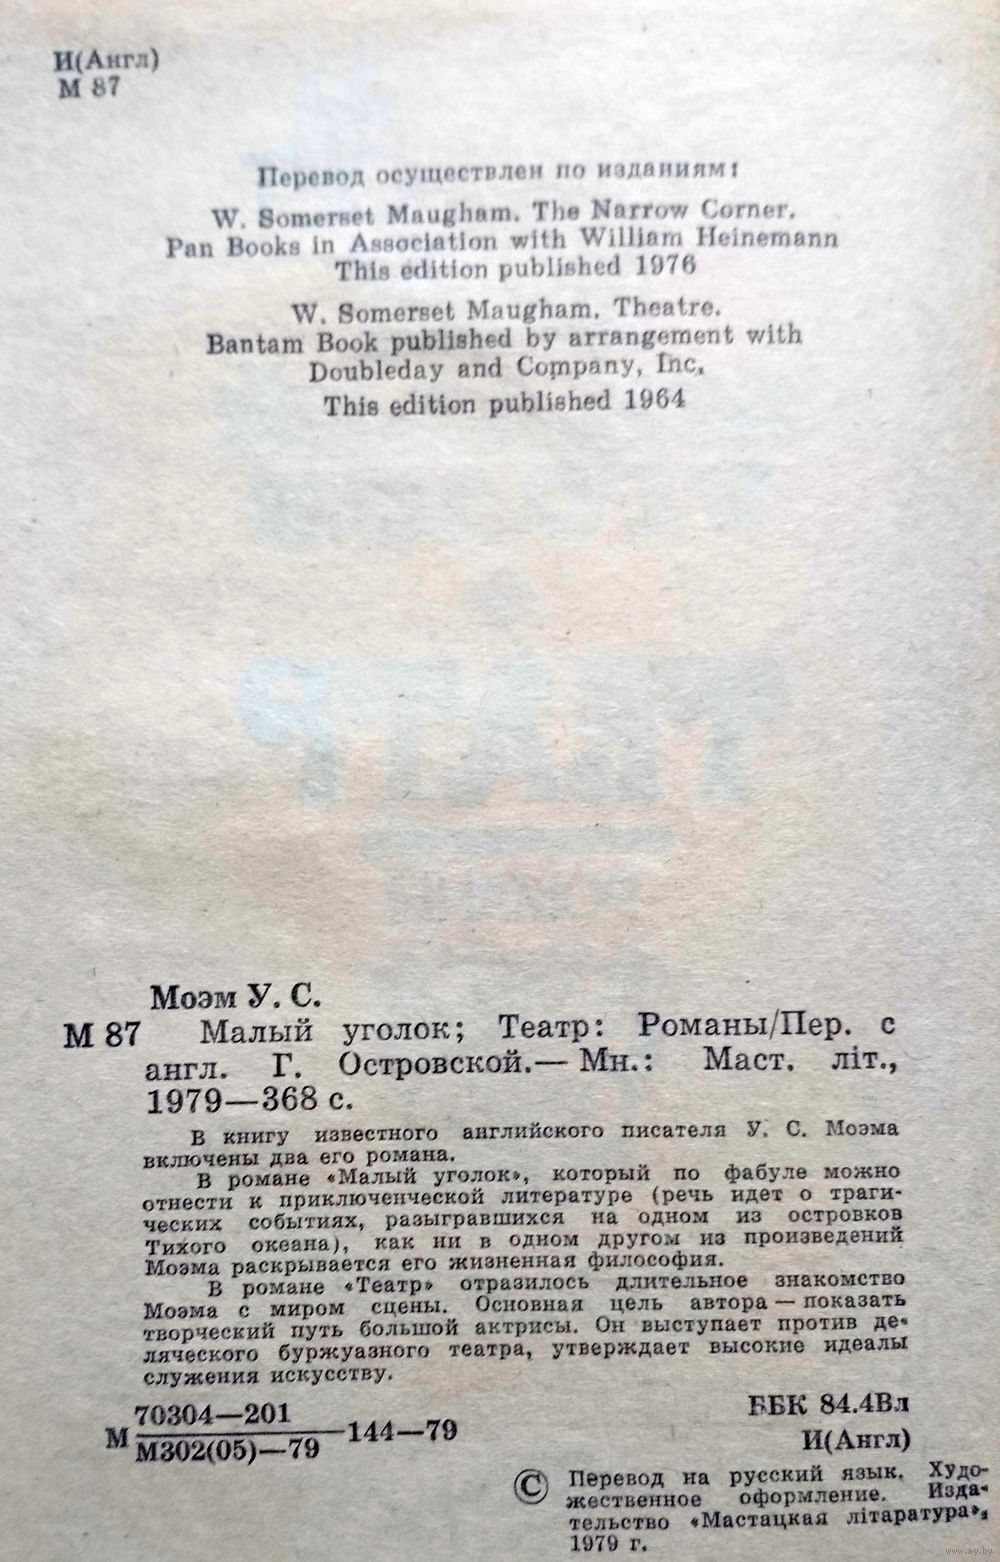 И(Англ)
М 87
Перевод осуществлен по изданиям:
W. Somerset Maugham. The Narrow Corner.
Pan Books in Association with William Heinemann
This edition published 1976
W. Somerset Maugham. Theatre.
Bantam Book published by arrangement with
Doubleday and Company, Inc.
This edition published 1964
Моэм У. С.
М 87 Малый уголок; Театр: Романы/Пер. с
англ. Г. Островской.— Мн.: Маст. літ.,
1979—368 с.
В книгу известного английского писателя У. С. Моэма
включены два его романа.
В романе «Малый уголок», который по фабуле можно
отнести к приключенческой литературе (речь идет о траги-
ческих событиях, разыгравшихся на одном из островков
Тихого океана), как ни в одном другом из произведений
Моэма раскрывается его жизненная философия.
В романе «Театр» отразилось длительное знакомство
Моэма с миром сцены. Основная цель автора — показать
творческий путь большой актрисы. Он выступает против де-
ляческого буржуазного театра, утверждает высокие идеалы
служения искусству.
М 70304—201
М302(05)—79 144—79
ББК 84.4Вл
И(Англ)
© Перевод на русский язык. Худо-
жественное оформление. Изда-
тельство «Мастацкая літаратура»,
1979 г.
www.ay.by